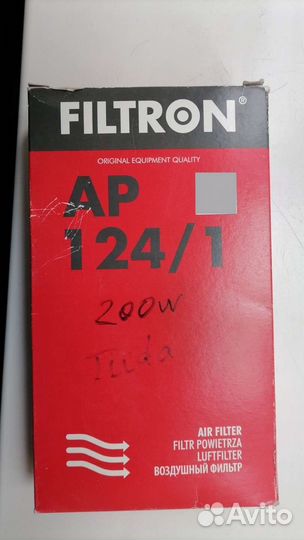 FILTRON®
ORIGINAL EQUIPMENT QUALITY
AP
124/1
200w
Tiida
AIR FILTER
FILTR POWIETRZA
LUFTFILTER
ВОЗДУШНЫЙ ФИЛЬТР
Avito